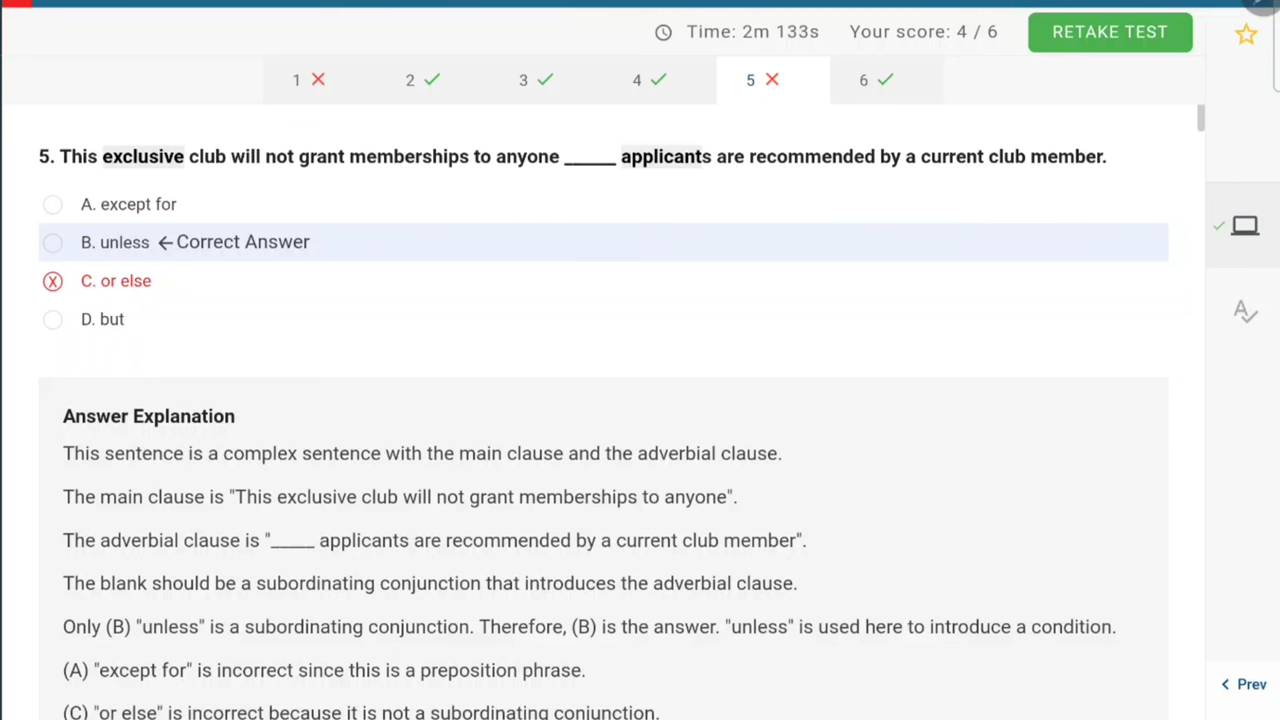 Time: 2m 133s Your score: 4 / 6 RETAKE TEST
1 2 3 4 5 6
5. This exclusive club will not grant memberships to anyone _____ applicants are recommended by a current club member.
A. except for
B. unless ←Correct Answer
C. or else
D. but
Answer Explanation
This sentence is a complex sentence with the main clause and the adverbial clause.
The main clause is "This exclusive club will not grant memberships to anyone".
The adverbial clause is "____ applicants are recommended by a current club member".
The blank should be a subordinating conjunction that introduces the adverbial clause.
Only (B) "unless" is a subordinating conjunction. Therefore, (B) is the answer. "unless" is used here to introduce a condition.
(A) "except for" is incorrect since this is a preposition phrase.
(C) "or else" is incorrect because it is not a subordinating conjunction.
Prev